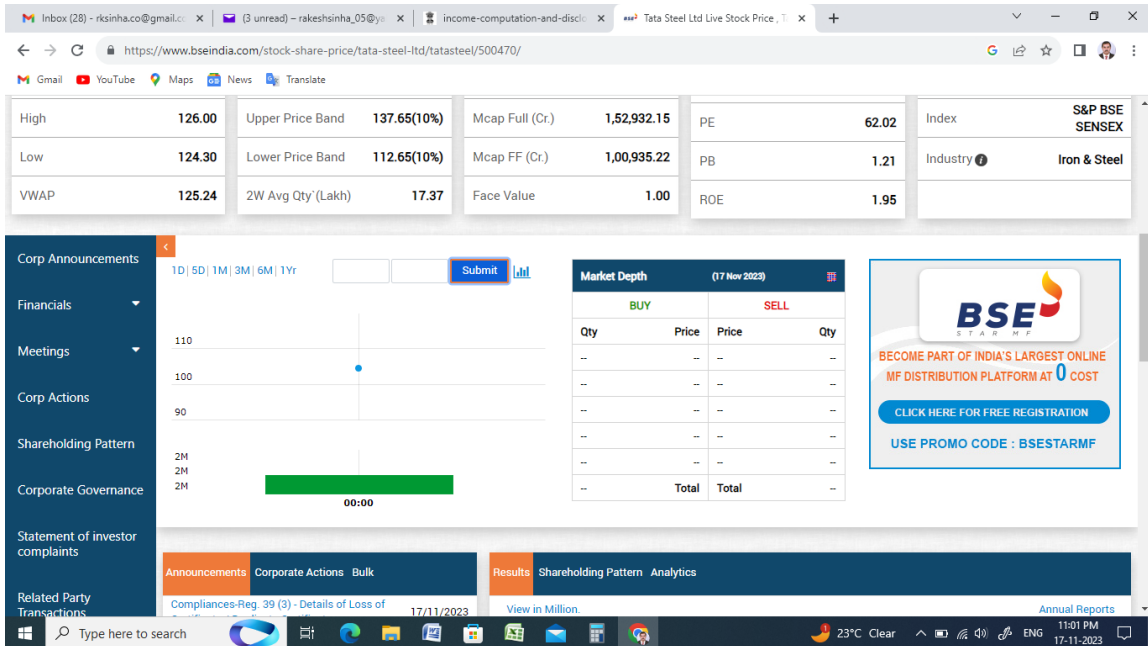 Inbox (28) - rksinha.co@gmail.cc
(3 unread) – rakeshsinha_05@ya
income-computation-and-disclo
Tata Steel Ltd Live Stock Price , T
https://www.bseindia.com/stock-share-price/tata-steel-ltd/tatasteel/500470/
Gmail YouTube Maps News Translate
High 126.00
Low 124.30
VWAP 125.24
Upper Price Band 137.65(10%)
Lower Price Band 112.65(10%)
2W Avg Qty`(Lakh) 17.37
Mcap Full (Cr.) 1,52,932.15
Mcap FF (Cr.) 1,00,935.22
Face Value 1.00
PE 62.02
PB 1.21
ROE 1.95
Index S&P BSE
SENSEX
Industry Iron & Steel
Corp Announcements
Financials
Meetings
Corp Actions
Shareholding Pattern
Corporate Governance
Statement of investor
complaints
Related Party
Transactions
1D| 5D| 1M| 3M| 6M| 1Yr Submit
110
100
90
2M
2M
2M
00:00
Market Depth (17 Nov 2023)
BUY SELL
Qty Price Price Qty
-- -- -- --
-- -- -- --
-- -- -- --
-- -- -- --
-- -- -- --
-- Total Total --
BSE
STAR MF
BECOME PART OF INDIA'S LARGEST ONLINE
MF DISTRIBUTION PLATFORM AT 0 COST
CLICK HERE FOR FREE REGISTRATION
USE PROMO CODE : BSESTARMF
Announcements Corporate Actions Bulk
Compliances-Reg. 39 (3) - Details of Loss of
17/11/2023
Results Shareholding Pattern Analytics
View in Million. Annual Reports
Type here to search
23°C Clear
ENG
11:01 PM
17-11-2023